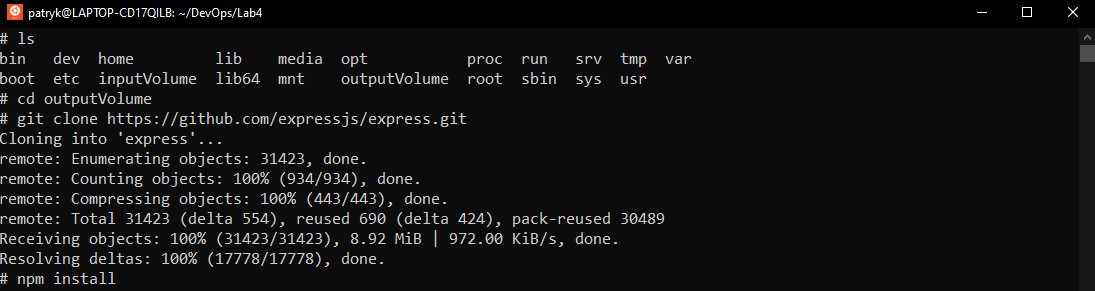 patryk@LAPTOP-CD17QILB: ~/DevOps/Lab4
# ls
bin   dev  home         lib    media  opt           proc  run   srv  tmp  var
boot  etc  inputVolume  lib64  mnt    outputVolume  root  sbin  sys  usr
# cd outputVolume
# git clone https://github.com/expressjs/express.git
Cloning into 'express'...
remote: Enumerating objects: 31423, done.
remote: Counting objects: 100% (934/934), done.
remote: Compressing objects: 100% (443/443), done.
remote: Total 31423 (delta 554), reused 690 (delta 424), pack-reused 30489
Receiving objects: 100% (31423/31423), 8.92 MiB | 972.00 KiB/s, done.
Resolving deltas: 100% (17778/17778), done.
# npm install